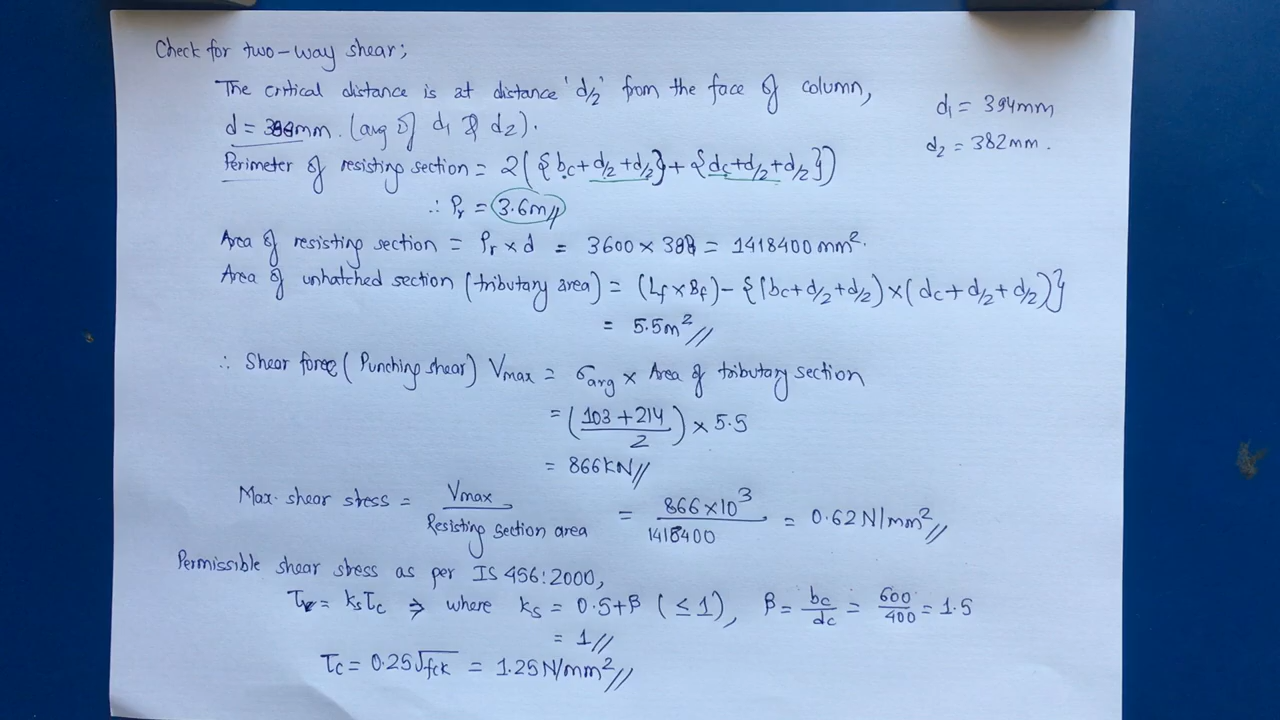 Check for two-way shear;
The critical distance is at distance 'd/2' from the face of column,
d = 388mm. (avg of d1 & d2).
d1 = 394mm
d2 = 382mm.
Perimeter of resisting section = 2({bc+d/2+d/2}+{dc+d/2+d/2})
∴ Pr = 3.6m//
Area of resisting section = Pr × d = 3600 × 388 = 1418400 mm².
Area of unhatched section (tributary area) = (Lf×Bf)-{(bc+d/2+d/2)×(dc+d/2+d/2)}
= 5.5m²//
∴ Shear force (Punching shear) Vmax = σavg × Area of tributary section
= (103+214/2) × 5.5
= 866KN//
Max. shear stress = Vmax/Resisting section area = 866×10³/1418400 = 0.62N/mm²//
Permissible shear stress as per IS 456:2000,
Tv = ksTc ⇒ where ks = 0.5+β (≤1), β = bc/dc = 600/400 = 1.5
= 1//
Tc = 0.25√fck = 1.25N/mm²//